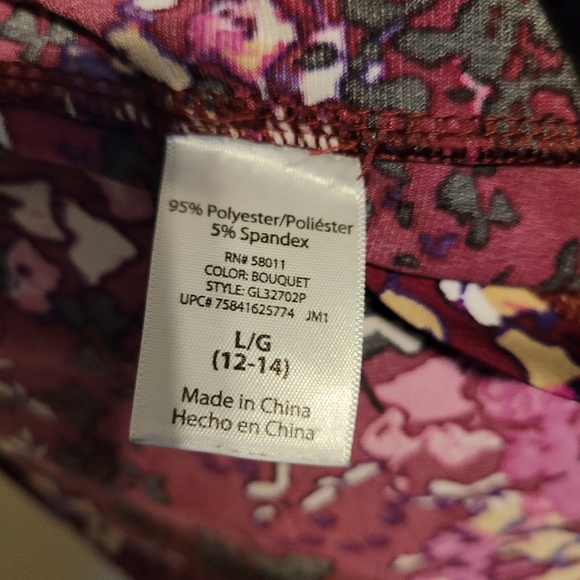 95% Polyester/Poliéster
5% Spandex
RN# 58011
COLOR: BOUQUET
STYLE: GL32702P
UPC# 75841625774 JM1
L/G
(12-14)
Made in China
Hecho en China